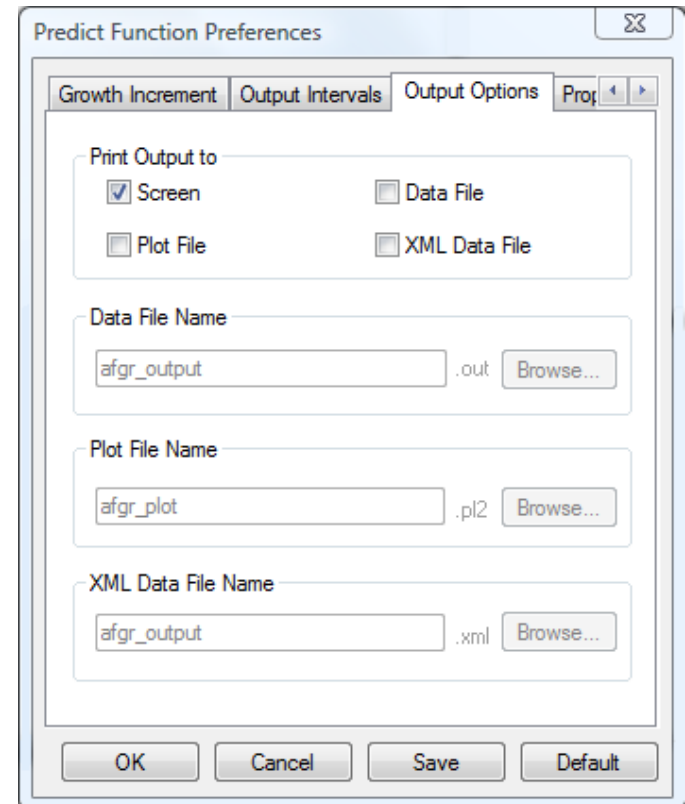 Predict Function Preferences
Growth Increment Output Intervals Output Options
Print Output to
Screen Data File
Plot File XML Data File
Data File Name
afgr_output .out Browse...
Plot File Name
afgr_plot .pl2 Browse...
XML Data File Name
afgr_output .xml Browse...
OK Cancel Save Default